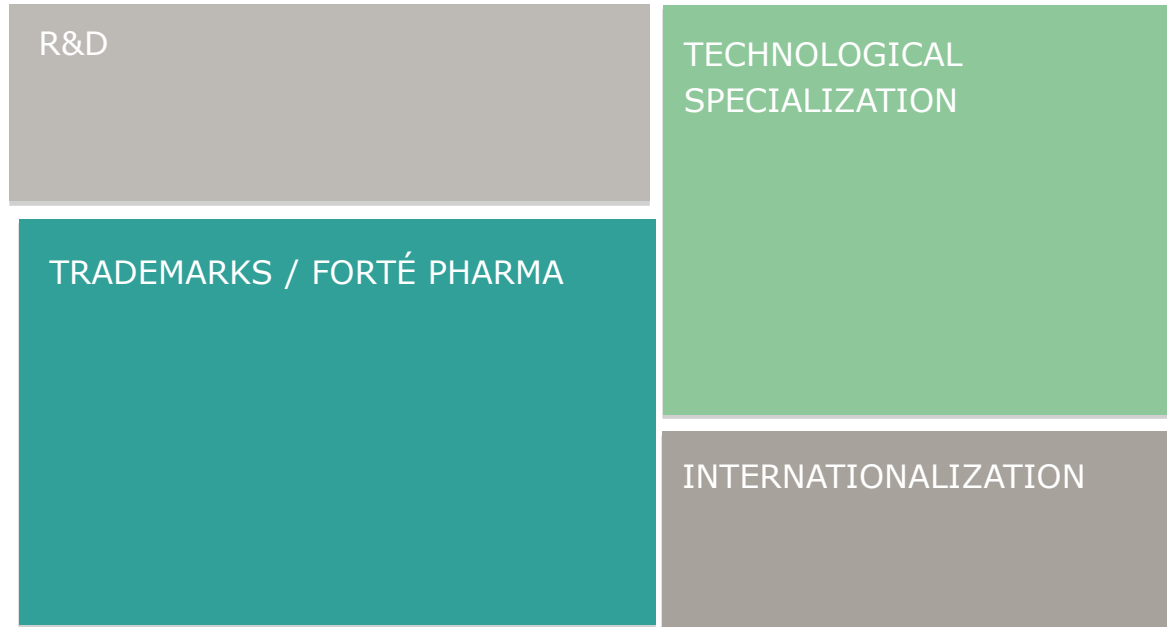 R&D
TECHNOLOGICAL
SPECIALIZATION
TRADEMARKS / FORTÉ PHARMA
INTERNATIONALIZATION